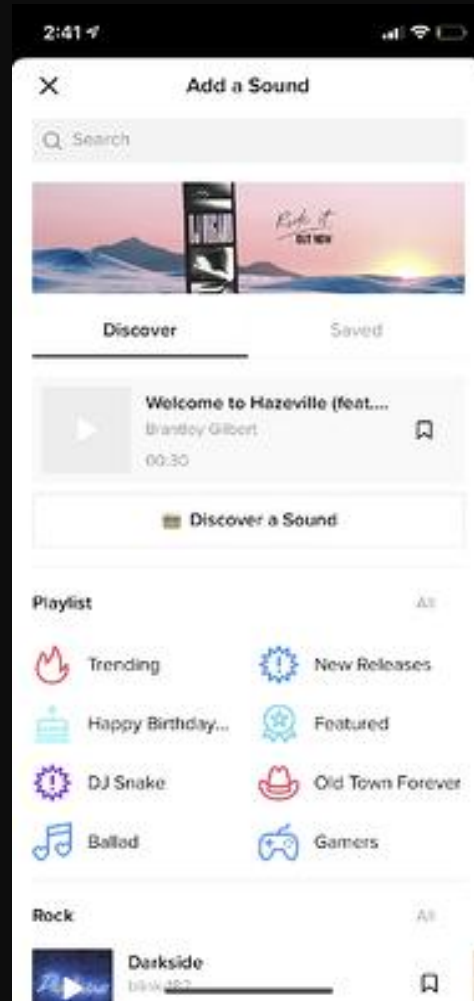 2:41
Add a Sound
Search
Ride it
OUT NOW
Discover
Saved
Welcome to Hazeville (feat....
Brantley Gilbert
00:30
Discover a Sound
Playlist
All
Trending
New Releases
Happy Birthday...
Featured
DJ Snake
Old Town Forever
Ballad
Gamers
Rock
All
Darkside
blink-182